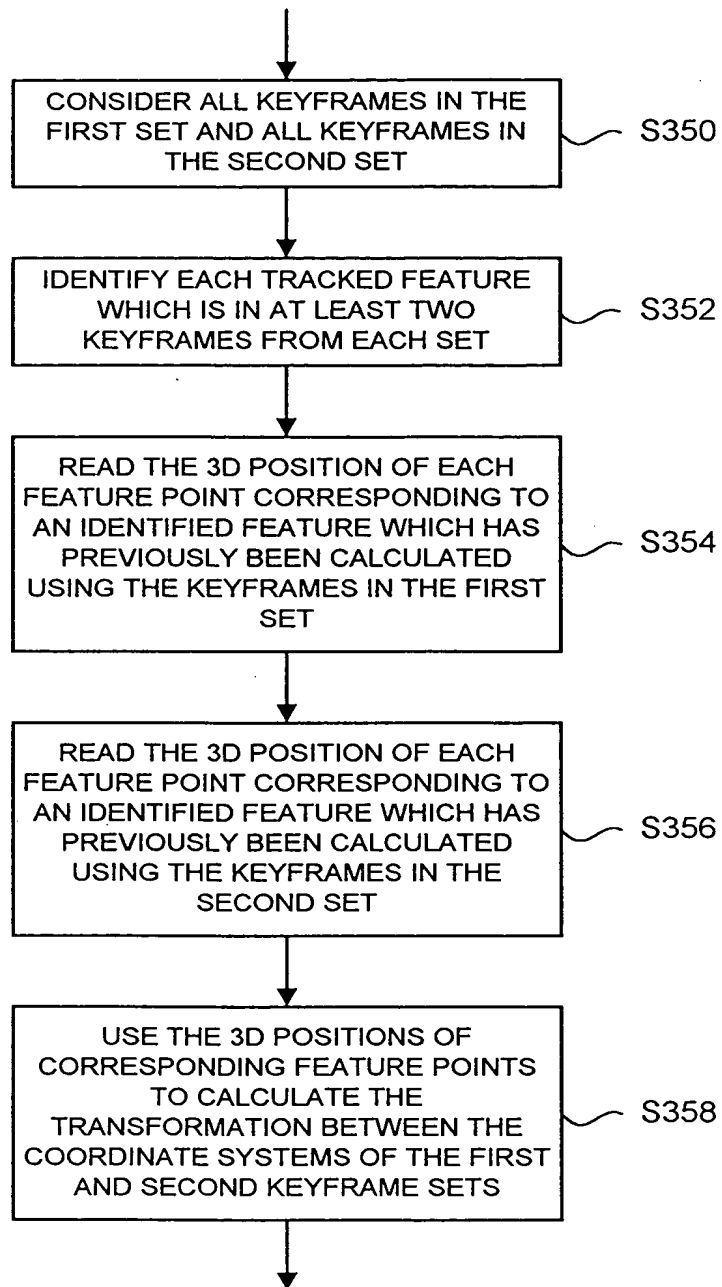 CONSIDER ALL KEYFRAMES IN THE
FIRST SET AND ALL KEYFRAMES IN
THE SECOND SET
S350
IDENTIFY EACH TRACKED FEATURE
WHICH IS IN AT LEAST TWO
KEYFRAMES FROM EACH SET
S352
READ THE 3D POSITION OF EACH
FEATURE POINT CORRESPONDING TO
AN IDENTIFIED FEATURE WHICH HAS
PREVIOUSLY BEEN CALCULATED
USING THE KEYFRAMES IN THE FIRST
SET
S354
READ THE 3D POSITION OF EACH
FEATURE POINT CORRESPONDING TO
AN IDENTIFIED FEATURE WHICH HAS
PREVIOUSLY BEEN CALCULATED
USING THE KEYFRAMES IN THE
SECOND SET
S356
USE THE 3D POSITIONS OF
CORRESPONDING FEATURE POINTS
TO CALCULATE THE
TRANSFORMATION BETWEEN THE
COORDINATE SYSTEMS OF THE FIRST
AND SECOND KEYFRAME SETS
S358